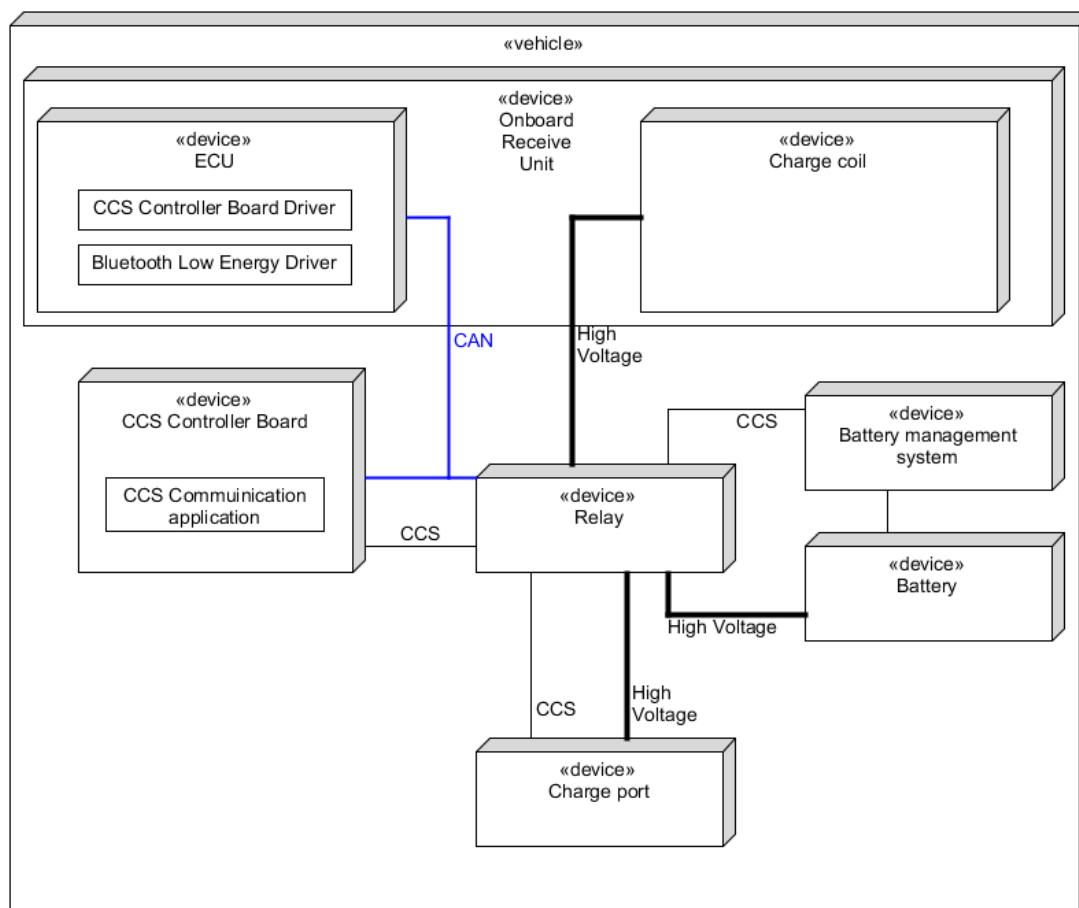 «vehicle»
«device»
Onboard
Receive
Unit
«device»
ECU
CCS Controller Board Driver
Bluetooth Low Energy Driver
«device»
Charge coil
CAN
High
Voltage
«device»
CCS Controller Board
CCS Commuinication
application
CCS
«device»
Battery management
system
«device»
Relay
CCS
«device»
Battery
High Voltage
CCS
High
Voltage
«device»
Charge port